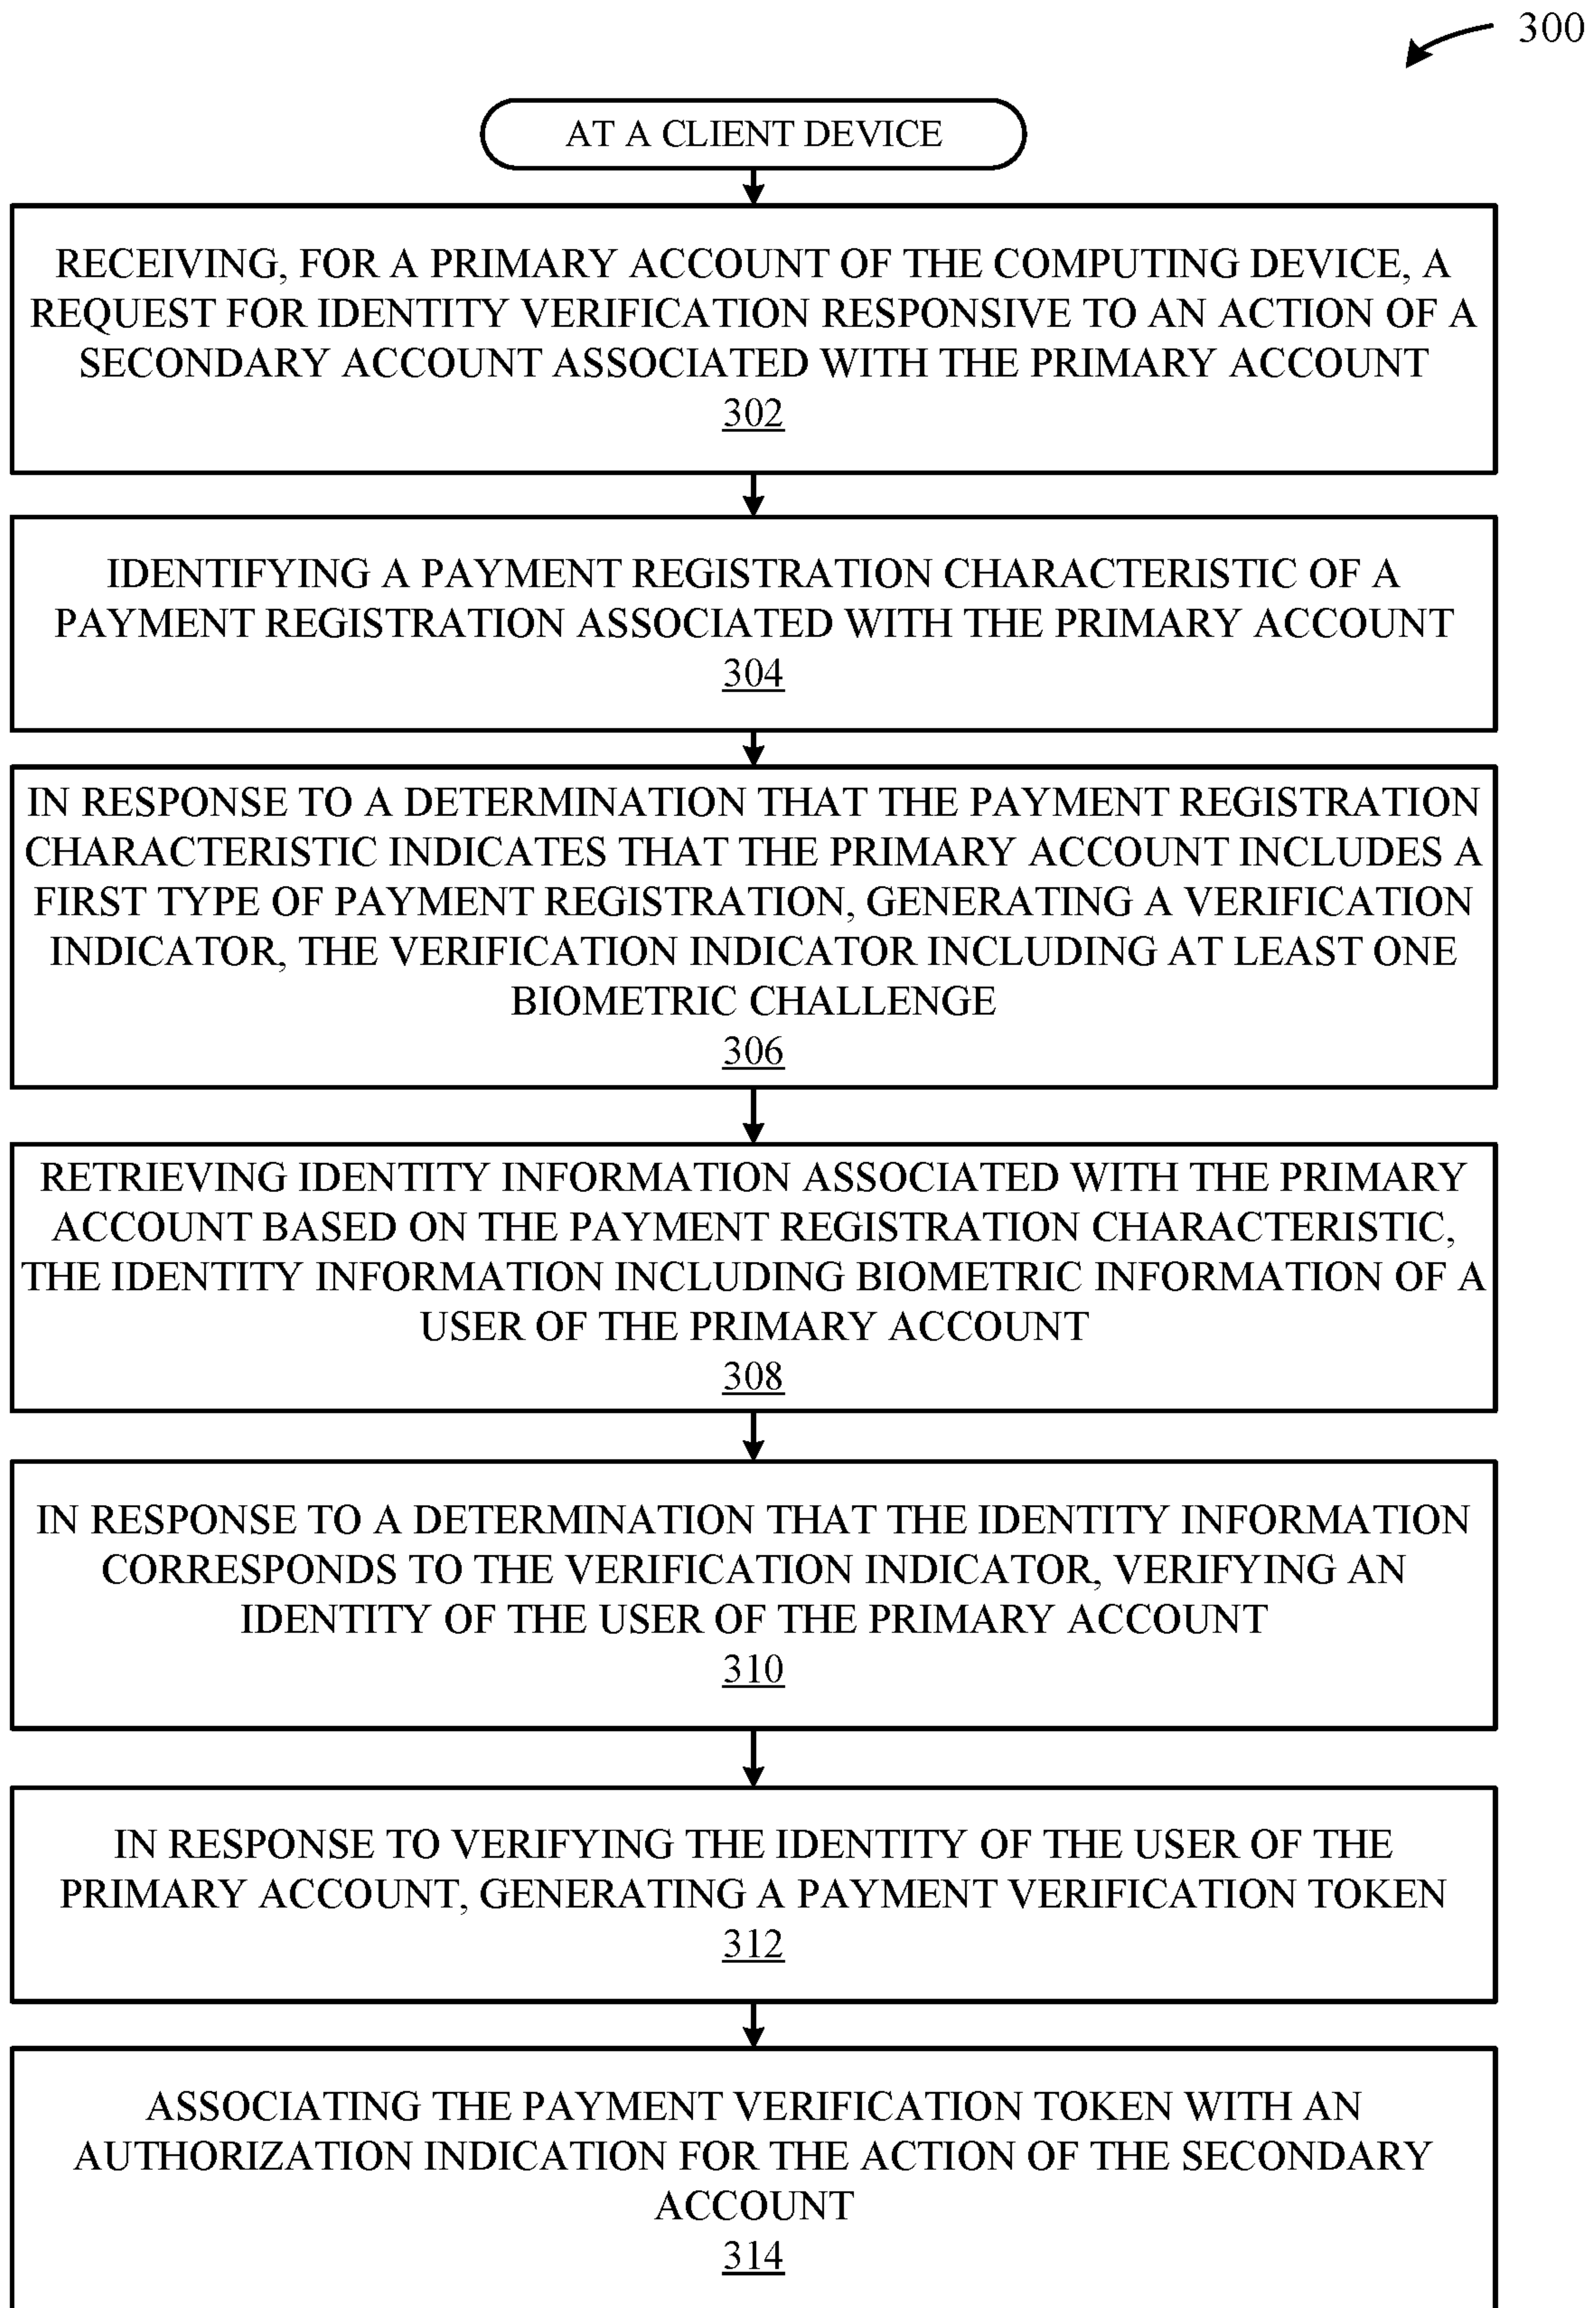 300
AT A CLIENT DEVICE
RECEIVING, FOR A PRIMARY ACCOUNT OF THE COMPUTING DEVICE, A
REQUEST FOR IDENTITY VERIFICATION RESPONSIVE TO AN ACTION OF A
SECONDARY ACCOUNT ASSOCIATED WITH THE PRIMARY ACCOUNT
302
IDENTIFYING A PAYMENT REGISTRATION CHARACTERISTIC OF A
PAYMENT REGISTRATION ASSOCIATED WITH THE PRIMARY ACCOUNT
304
IN RESPONSE TO A DETERMINATION THAT THE PAYMENT REGISTRATION
CHARACTERISTIC INDICATES THAT THE PRIMARY ACCOUNT INCLUDES A
FIRST TYPE OF PAYMENT REGISTRATION, GENERATING A VERIFICATION
INDICATOR, THE VERIFICATION INDICATOR INCLUDING AT LEAST ONE
BIOMETRIC CHALLENGE
306
RETRIEVING IDENTITY INFORMATION ASSOCIATED WITH THE PRIMARY
ACCOUNT BASED ON THE PAYMENT REGISTRATION CHARACTERISTIC,
THE IDENTITY INFORMATION INCLUDING BIOMETRIC INFORMATION OF A
USER OF THE PRIMARY ACCOUNT
308
IN RESPONSE TO A DETERMINATION THAT THE IDENTITY INFORMATION
CORRESPONDS TO THE VERIFICATION INDICATOR, VERIFYING AN
IDENTITY OF THE USER OF THE PRIMARY ACCOUNT
310
IN RESPONSE TO VERIFYING THE IDENTITY OF THE USER OF THE
PRIMARY ACCOUNT, GENERATING A PAYMENT VERIFICATION TOKEN
312
ASSOCIATING THE PAYMENT VERIFICATION TOKEN WITH AN
AUTHORIZATION INDICATION FOR THE ACTION OF THE SECONDARY
ACCOUNT
314